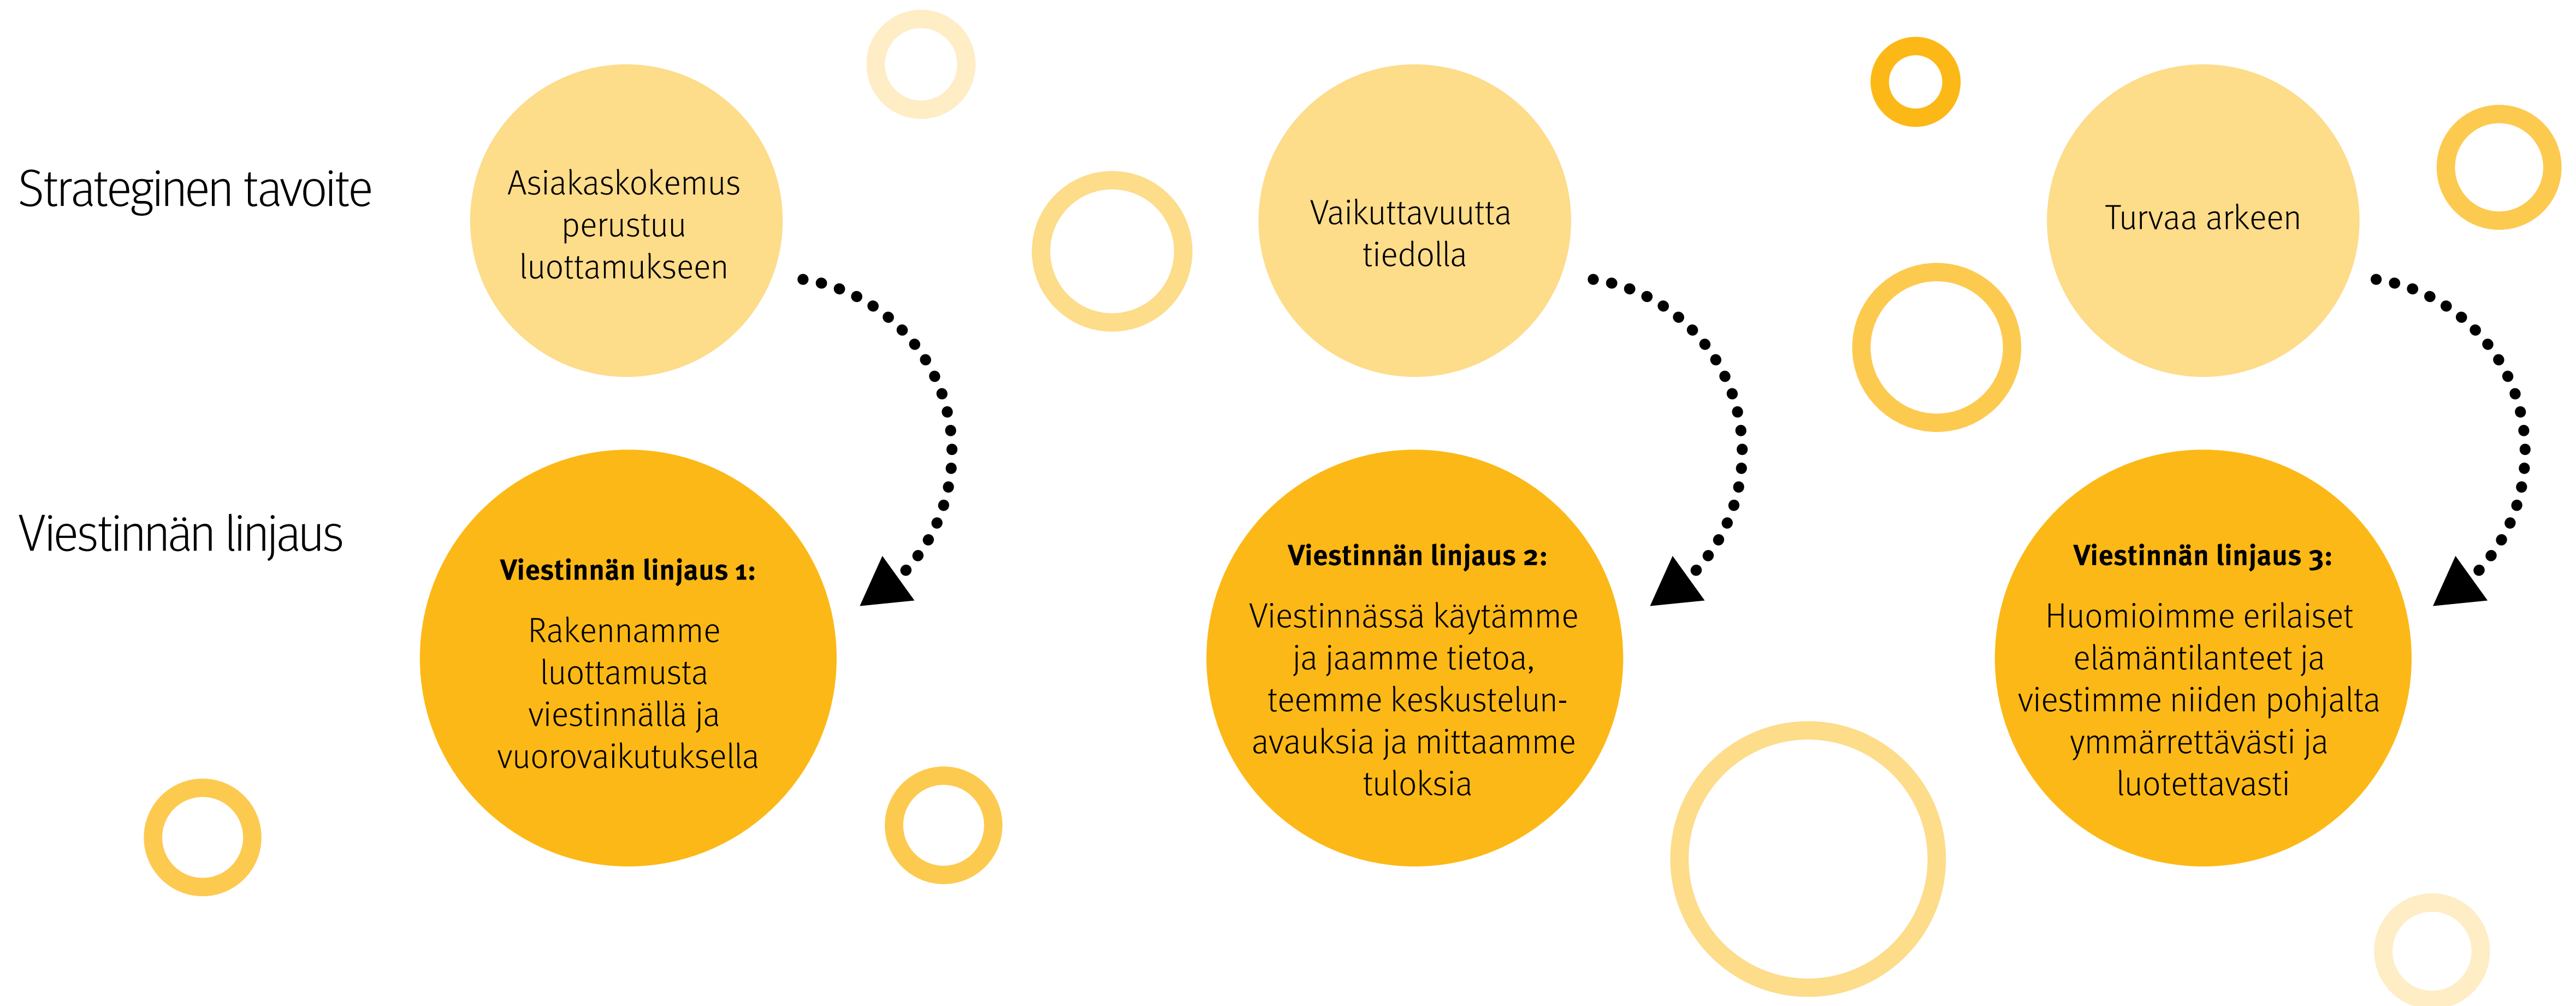 Strateginen tavoite
Asiakaskokemus
perustuu
luottamukseen
Vaikuttavuutta
tiedolla
Turvaa arkeen
Viestinnän linjaus
Viestinnän linjaus 1:
Rakennamme
luottamusta
viestinnällä ja
vuorovaikutuksella
Viestinnän linjaus 2:
Viestinnässä käytämme
ja jaamme tietoa,
teemme keskustelun-
avauksia ja mittaamme
tuloksia
Viestinnän linjaus 3:
Huomioimme erilaiset
elämäntilanteet ja
viestimme niiden pohjalta
ymmärrettävästi ja
luotettavasti